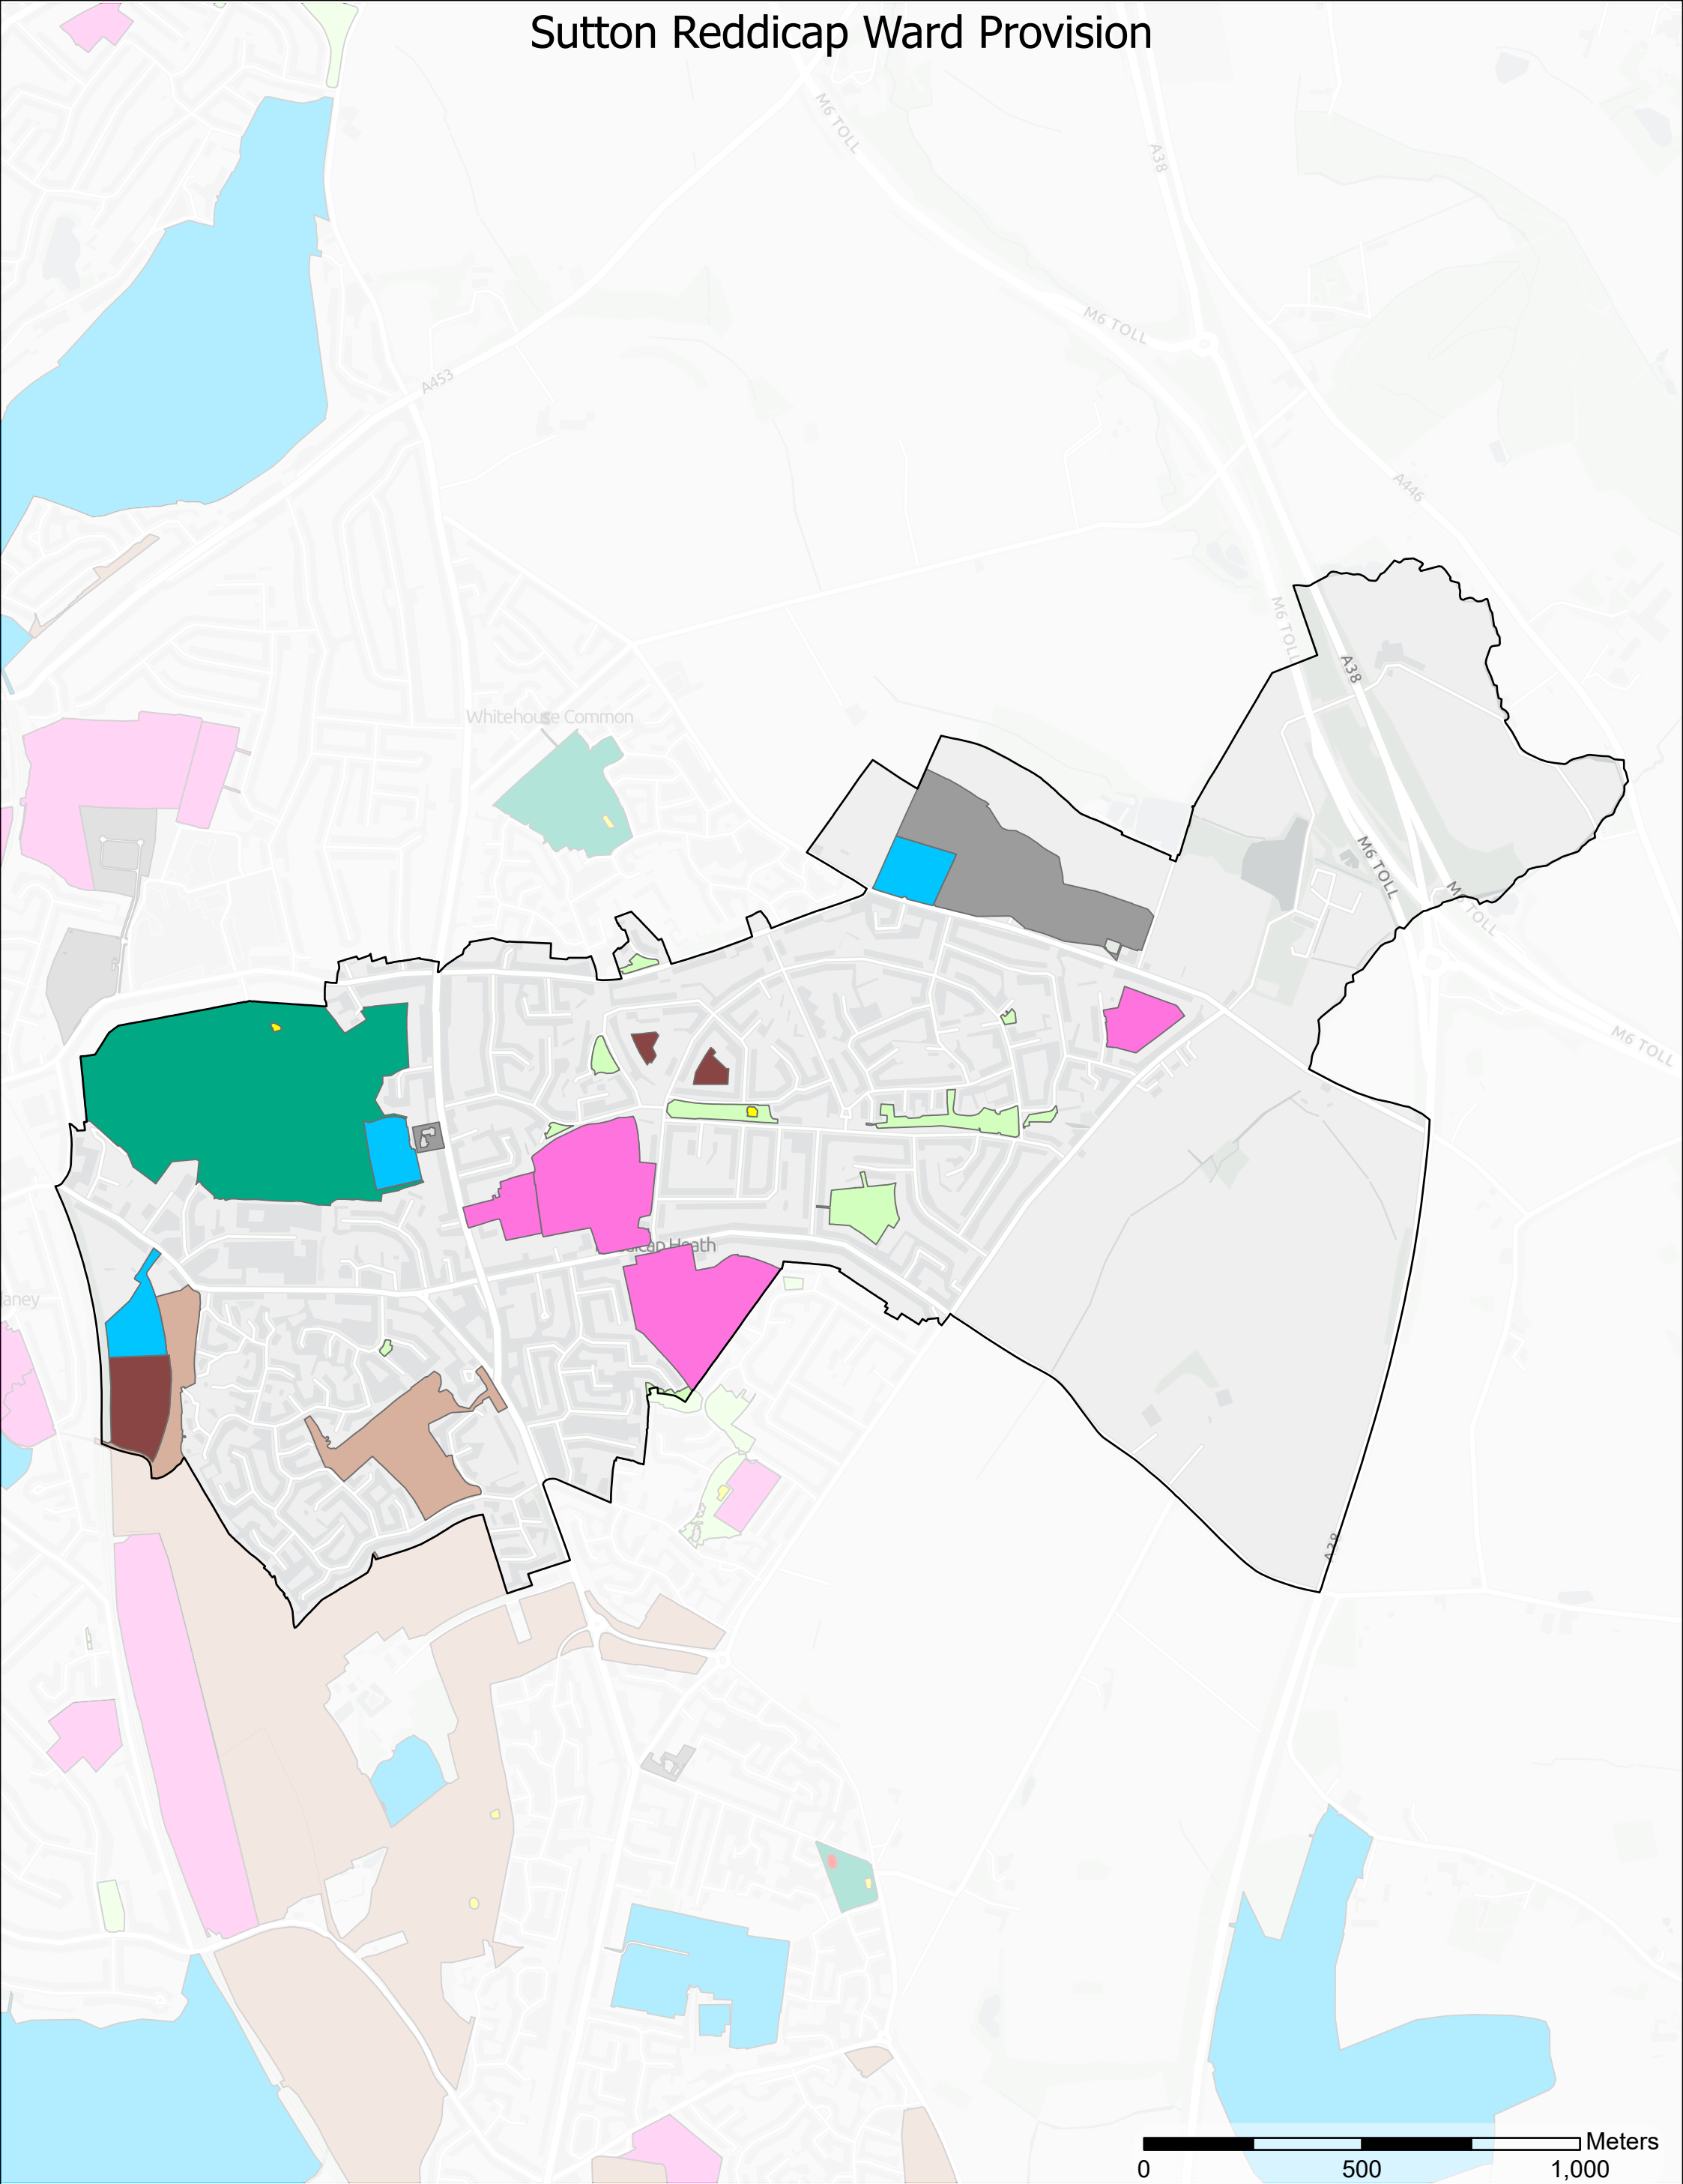 Sutton Reddicap Ward Provision
M6 TOLL
A38
M6 TOLL
A453
A446
M6 TOLL
A38
Whitehouse Common
M6 TOLL
M6 TOLL
M6 TOLL
Heath
A38
Meters
0 500 1,000